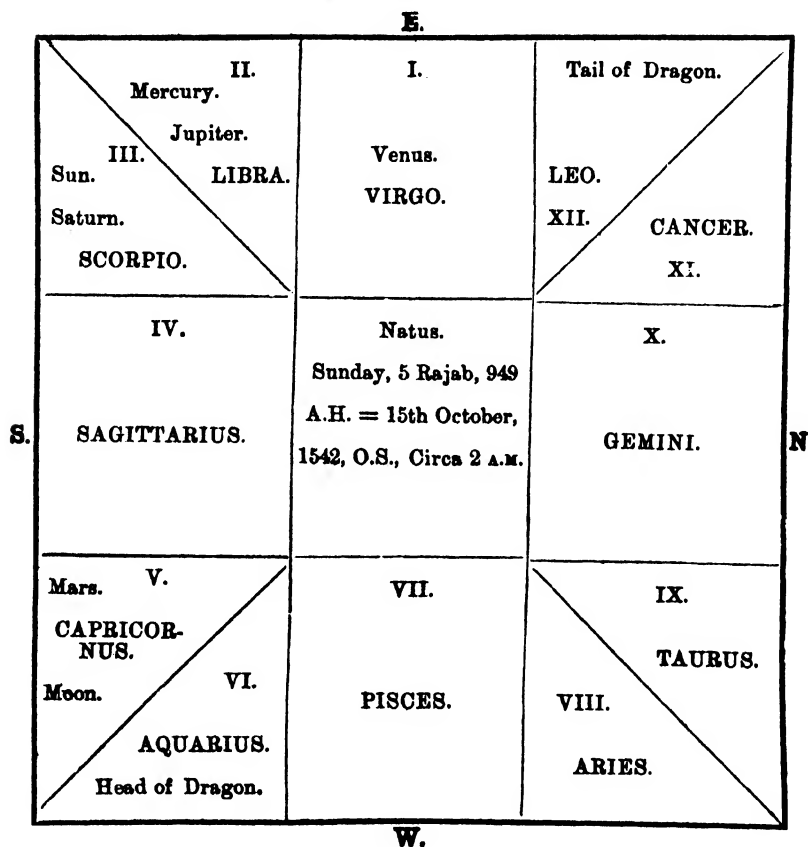 E.
II.
Mercury.
Jupiter.
LIBRA.
I.
Venus.
VIRGO.
Tail of Dragon.
LEO.
XII.
CANCER.
XI.
III.
Sun.
Saturn.
SCORPIO.
IV.
SAGITTARIUS.
S.
Natus.
Sunday, 5 Rajab, 949
A.H. = 15th October,
1542, O.S., Circa 2 A.M.
X.
GEMINI.
N
V.
Mars.
CAPRICOR-
NUS.
Moon.
VI.
AQUARIUS.
Head of Dragon.
VII.
PISCES.
IX.
TAURUS.
VIII.
ARIES.
W.